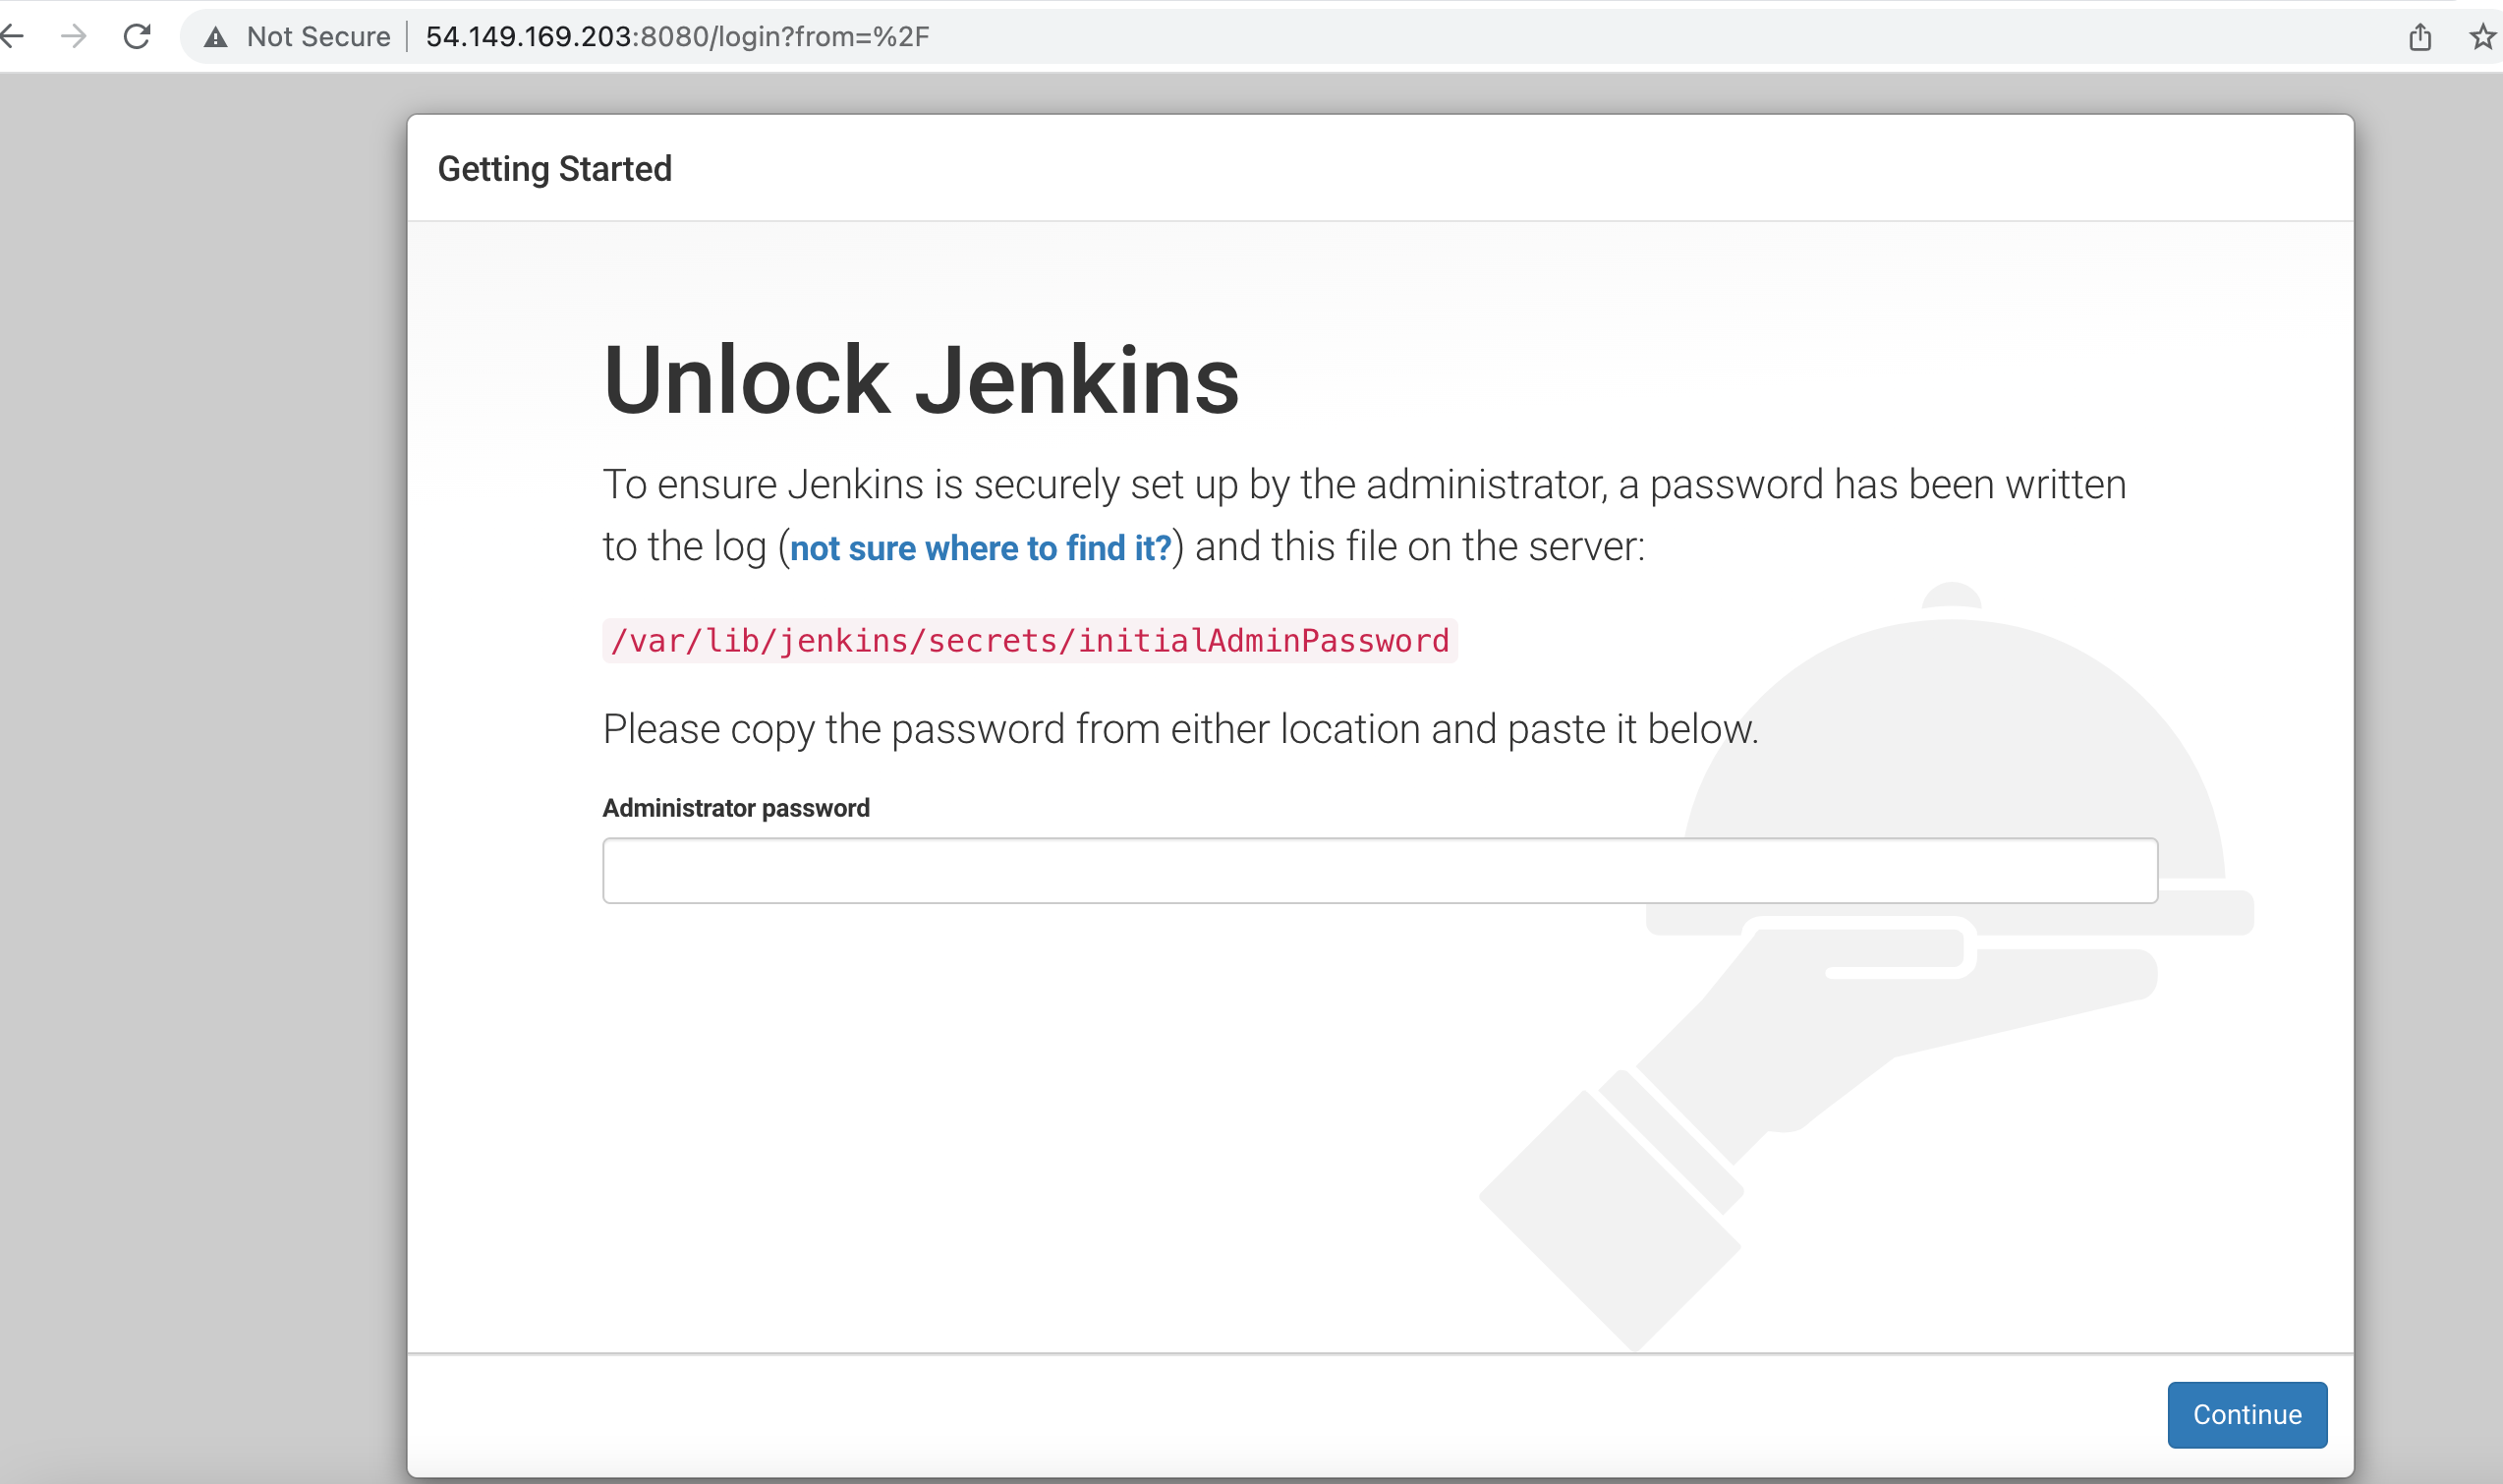 Not Secure | 54.149.169.203:8080/login?from=%2F
Getting Started
Unlock Jenkins
To ensure Jenkins is securely set up by the administrator, a password has been written
to the log (not sure where to find it?) and this file on the server:
/var/lib/jenkins/secrets/initialAdminPassword
Please copy the password from either location and paste it below.
Administrator password
Continue